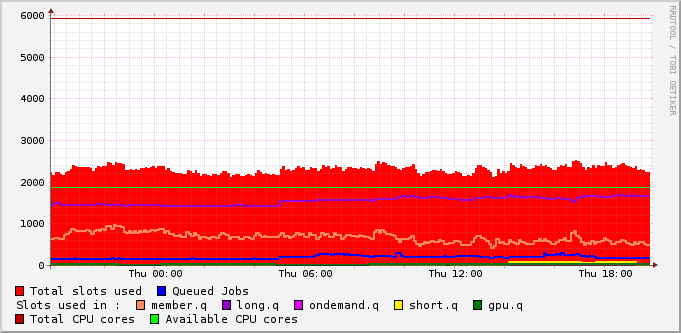 6000
5000
4000
3000
2000
1000
0
Thu 00:00 Thu 06:00 Thu 12:00 Thu 18:00
RRDTOOL / TOBI OETIKER
Total slots used Queued Jobs
Slots used in : member.q long.q ondemand.q short.q gpu.q
Total CPU cores Available CPU cores